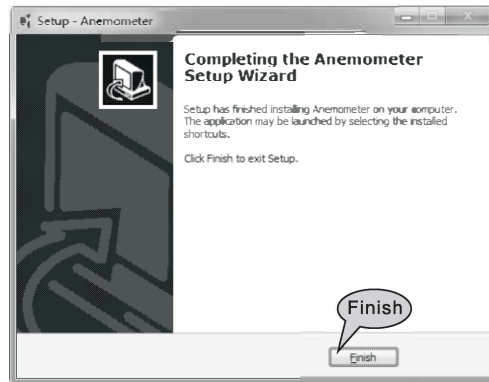 Setup - Anemometer
Completing the Anemometer
Setup Wizard
Setup has finished installing Anemometer on your computer.
The application may be launched by selecting the installed
shortcuts.
Click Finish to exit Setup.
Finish
Finish